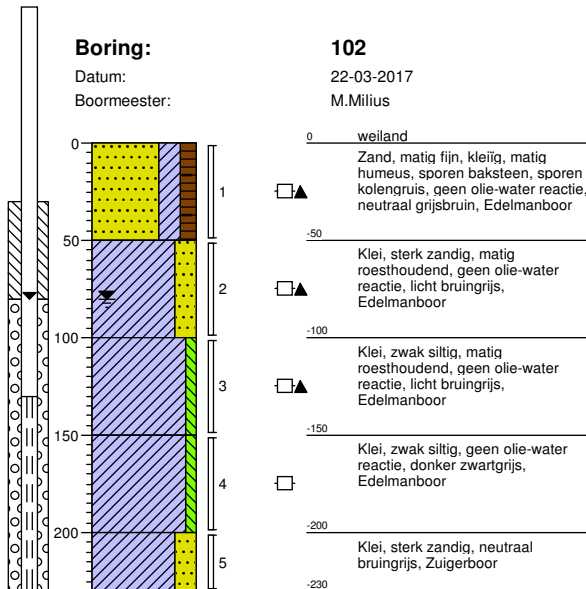 Boring: 102
Datum: 22-03-2017
Boormeester: M.Milius
0 0 weiland
Zand, matig fijn, kleiïg, matig
humeus, sporen baksteen, sporen
1 kolengruis, geen olie-water reactie,
neutraal grijsbruin, Edelmanboor
50 -50
Klei, sterk zandig, matig
roesthoudend, geen olie-water
2 reactie, licht bruingrijs,
Edelmanboor
100 -100
Klei, zwak siltig, matig
roesthoudend, geen olie-water
3 reactie, licht bruingrijs,
Edelmanboor
150 -150
Klei, zwak siltig, geen olie-water
reactie, donker zwartgrijs,
4 Edelmanboor
200 -200
Klei, sterk zandig, neutraal
5 bruingrijs, Zuigerboor
-230